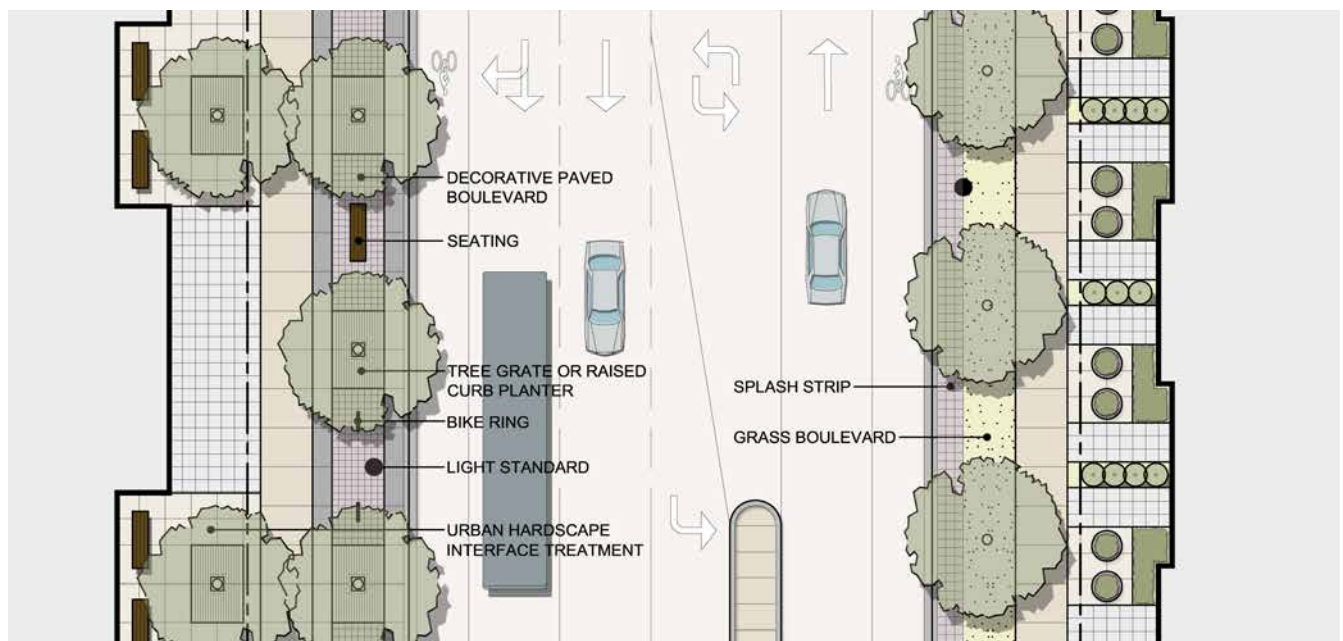 DECORATIVE PAVED
BOULEVARD
SEATING
TREE GRATE OR RAISED
CURB PLANTER
BIKE RING
LIGHT STANDARD
URBAN HARDSCAPE
INTERFACE TREATMENT
SPLASH STRIP
GRASS BOULEVARD